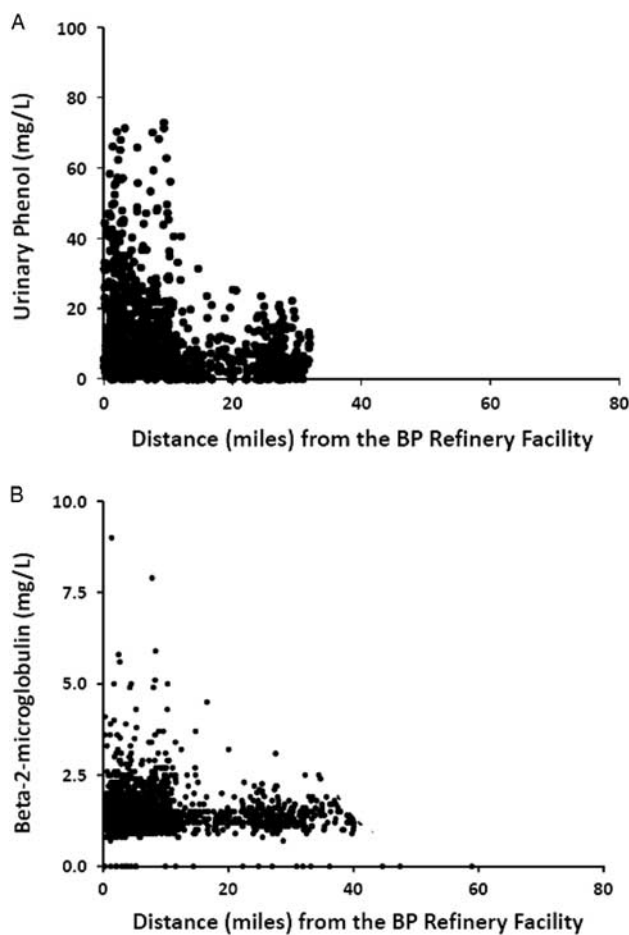 A
100
80
60
40
20
0
Urinary Phenol (mg/L)
0 20 40 60 80
Distance (miles) from the BP Refinery Facility
B
10.0
7.5
5.0
2.5
0.0
Beta-2-microglobulin (mg/L)
0 20 40 60 80
Distance (miles) from the BP Refinery Facility